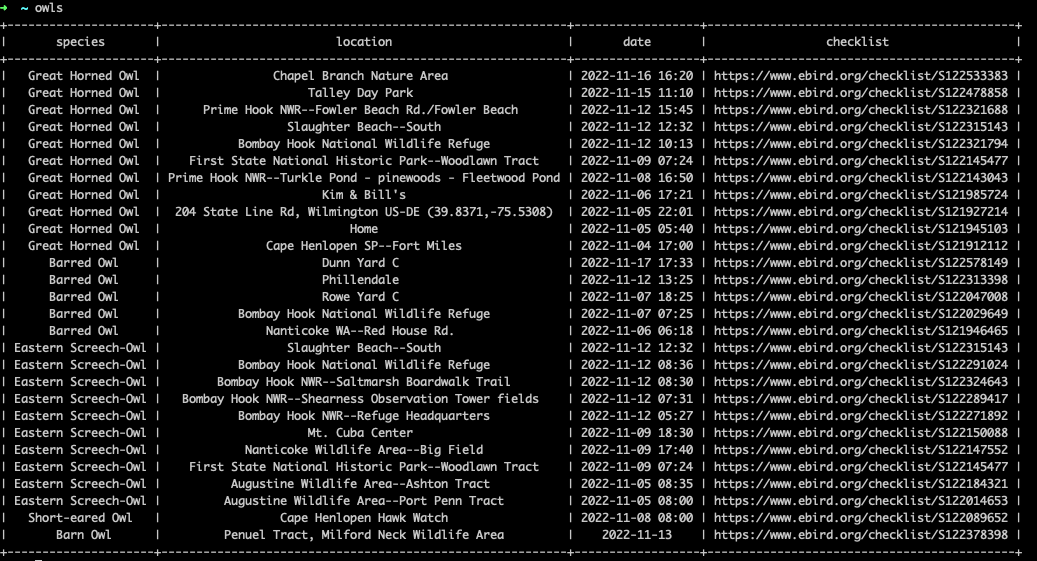 → ~ owls
+---------------------+---------------------------------------------------------+------------------+--------------------------------------------+
| species | location | date | checklist |
+---------------------+---------------------------------------------------------+------------------+--------------------------------------------+
| Great Horned Owl | Chapel Branch Nature Area | 2022-11-16 16:20 | https://www.ebird.org/checklist/S122533383 |
| Great Horned Owl | Talley Day Park | 2022-11-15 11:10 | https://www.ebird.org/checklist/S122478858 |
| Great Horned Owl | Prime Hook NWR--Fowler Beach Rd./Fowler Beach | 2022-11-12 15:45 | https://www.ebird.org/checklist/S122321688 |
| Great Horned Owl | Slaughter Beach--South | 2022-11-12 12:32 | https://www.ebird.org/checklist/S122315143 |
| Great Horned Owl | Bombay Hook National Wildlife Refuge | 2022-11-12 10:13 | https://www.ebird.org/checklist/S122321794 |
| Great Horned Owl | First State National Historic Park--Woodlawn Tract | 2022-11-09 07:24 | https://www.ebird.org/checklist/S122145477 |
| Great Horned Owl | Prime Hook NWR--Turkle Pond - pinewoods - Fleetwood Pond | 2022-11-08 16:50 | https://www.ebird.org/checklist/S122143043 |
| Great Horned Owl | Kim & Bill's | 2022-11-06 17:21 | https://www.ebird.org/checklist/S121985724 |
| Great Horned Owl | 204 State Line Rd, Wilmington US-DE (39.8371,-75.5308) | 2022-11-05 22:01 | https://www.ebird.org/checklist/S121927214 |
| Great Horned Owl | Home | 2022-11-05 05:40 | https://www.ebird.org/checklist/S121945103 |
| Great Horned Owl | Cape Henlopen SP--Fort Miles | 2022-11-04 17:00 | https://www.ebird.org/checklist/S121912112 |
| Barred Owl | Dunn Yard C | 2022-11-17 17:33 | https://www.ebird.org/checklist/S122578149 |
| Barred Owl | Phillendale | 2022-11-12 13:25 | https://www.ebird.org/checklist/S122313398 |
| Barred Owl | Rowe Yard C | 2022-11-07 18:25 | https://www.ebird.org/checklist/S122047008 |
| Barred Owl | Bombay Hook National Wildlife Refuge | 2022-11-07 07:25 | https://www.ebird.org/checklist/S122029649 |
| Barred Owl | Nanticoke WA--Red House Rd. | 2022-11-06 06:18 | https://www.ebird.org/checklist/S121946465 |
| Eastern Screech-Owl | Slaughter Beach--South | 2022-11-12 12:32 | https://www.ebird.org/checklist/S122315143 |
| Eastern Screech-Owl | Bombay Hook National Wildlife Refuge | 2022-11-12 08:36 | https://www.ebird.org/checklist/S122291024 |
| Eastern Screech-Owl | Bombay Hook NWR--Saltmarsh Boardwalk Trail | 2022-11-12 08:30 | https://www.ebird.org/checklist/S122324643 |
| Eastern Screech-Owl | Bombay Hook NWR--Shearness Observation Tower fields | 2022-11-12 07:31 | https://www.ebird.org/checklist/S122289417 |
| Eastern Screech-Owl | Bombay Hook NWR--Refuge Headquarters | 2022-11-12 05:27 | https://www.ebird.org/checklist/S122271892 |
| Eastern Screech-Owl | Mt. Cuba Center | 2022-11-09 18:30 | https://www.ebird.org/checklist/S122150088 |
| Eastern Screech-Owl | Nanticoke Wildlife Area--Big Field | 2022-11-09 17:40 | https://www.ebird.org/checklist/S122147552 |
| Eastern Screech-Owl | First State National Historic Park--Woodlawn Tract | 2022-11-09 07:24 | https://www.ebird.org/checklist/S122145477 |
| Eastern Screech-Owl | Augustine Wildlife Area--Ashton Tract | 2022-11-05 08:35 | https://www.ebird.org/checklist/S122184321 |
| Eastern Screech-Owl | Augustine Wildlife Area--Port Penn Tract | 2022-11-05 08:00 | https://www.ebird.org/checklist/S122014653 |
| Short-eared Owl | Cape Henlopen Hawk Watch | 2022-11-08 08:00 | https://www.ebird.org/checklist/S122089652 |
| Barn Owl | Penuel Tract, Milford Neck Wildlife Area | 2022-11-13 | https://www.ebird.org/checklist/S122378398 |
+---------------------+---------------------------------------------------------+------------------+--------------------------------------------+